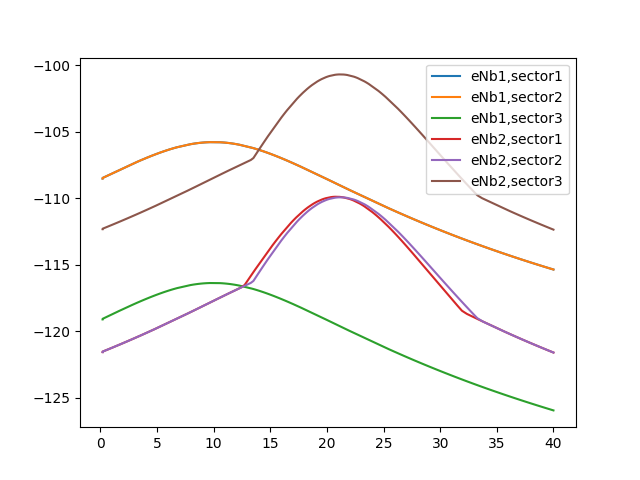 −100
−105
−110
−115
−120
−125
0 5 10 15 20 25 30 35 40
eNb1,sector1
eNb1,sector2
eNb1,sector3
eNb2,sector1
eNb2,sector2
eNb2,sector3